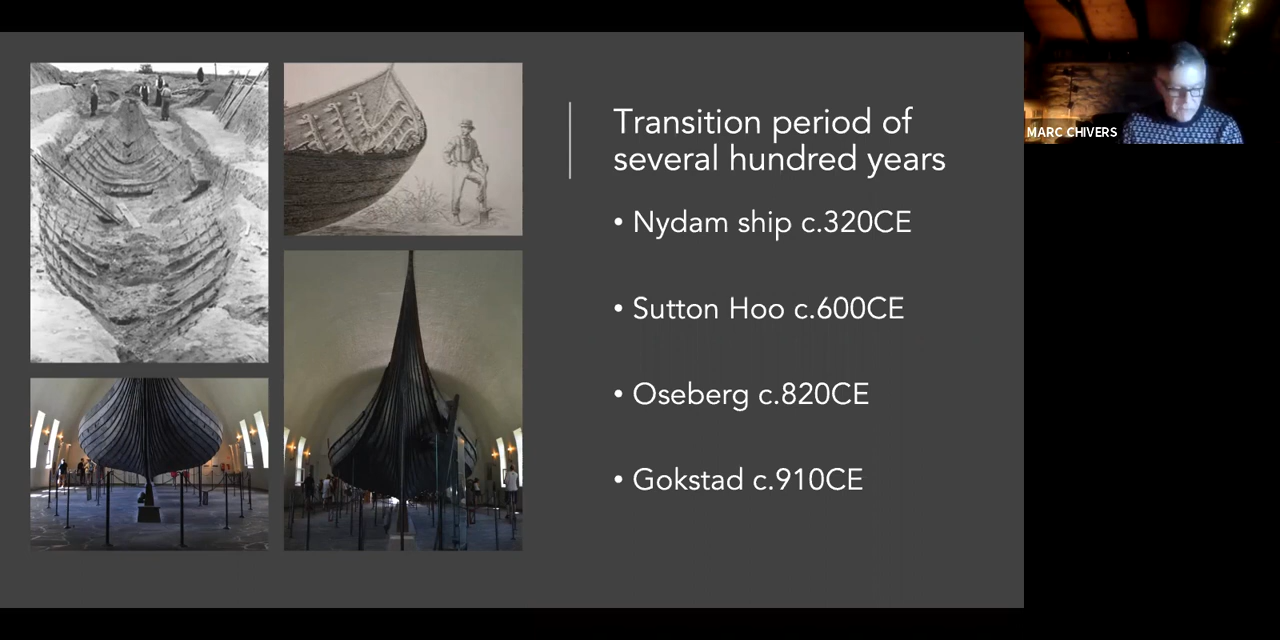 Transition period of
several hundred years
• Nydam ship c.320CE
• Sutton Hoo c.600CE
• Oseberg c.820CE
• Gokstad c.910CE
MARC CHIVERS